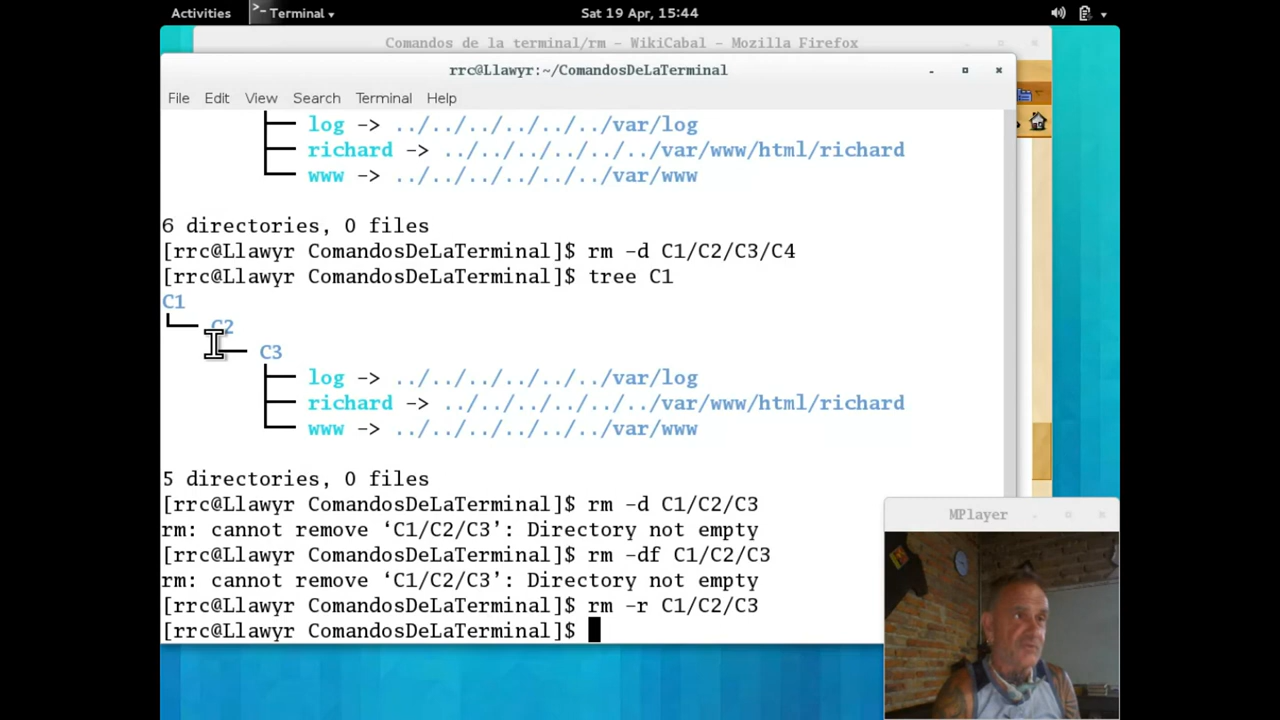 Activities Terminal Sat 19 Apr, 15:44
Comandos de la terminal/rm - WikiCabal - Mozilla Firefox
rrc@Llawyr:~/ComandosDeLaTerminal
File Edit View Search Terminal Help
log -> ../../../../../../var/log
richard -> ../../../../../../var/www/html/richard
www -> ../../../../../../var/www
6 directories, 0 files
[rrc@Llawyr ComandosDeLaTerminal]$ rm -d C1/C2/C3/C4
[rrc@Llawyr ComandosDeLaTerminal]$ tree C1
C1
C2
C3
log -> ../../../../../../var/log
richard -> ../../../../../../var/www/html/richard
www -> ../../../../../../var/www
5 directories, 0 files
[rrc@Llawyr ComandosDeLaTerminal]$ rm -d C1/C2/C3
rm: cannot remove ‘C1/C2/C3’: Directory not empty
[rrc@Llawyr ComandosDeLaTerminal]$ rm -df C1/C2/C3
rm: cannot remove ‘C1/C2/C3’: Directory not empty
[rrc@Llawyr ComandosDeLaTerminal]$ rm -r C1/C2/C3
[rrc@Llawyr ComandosDeLaTerminal]$
MPlayer